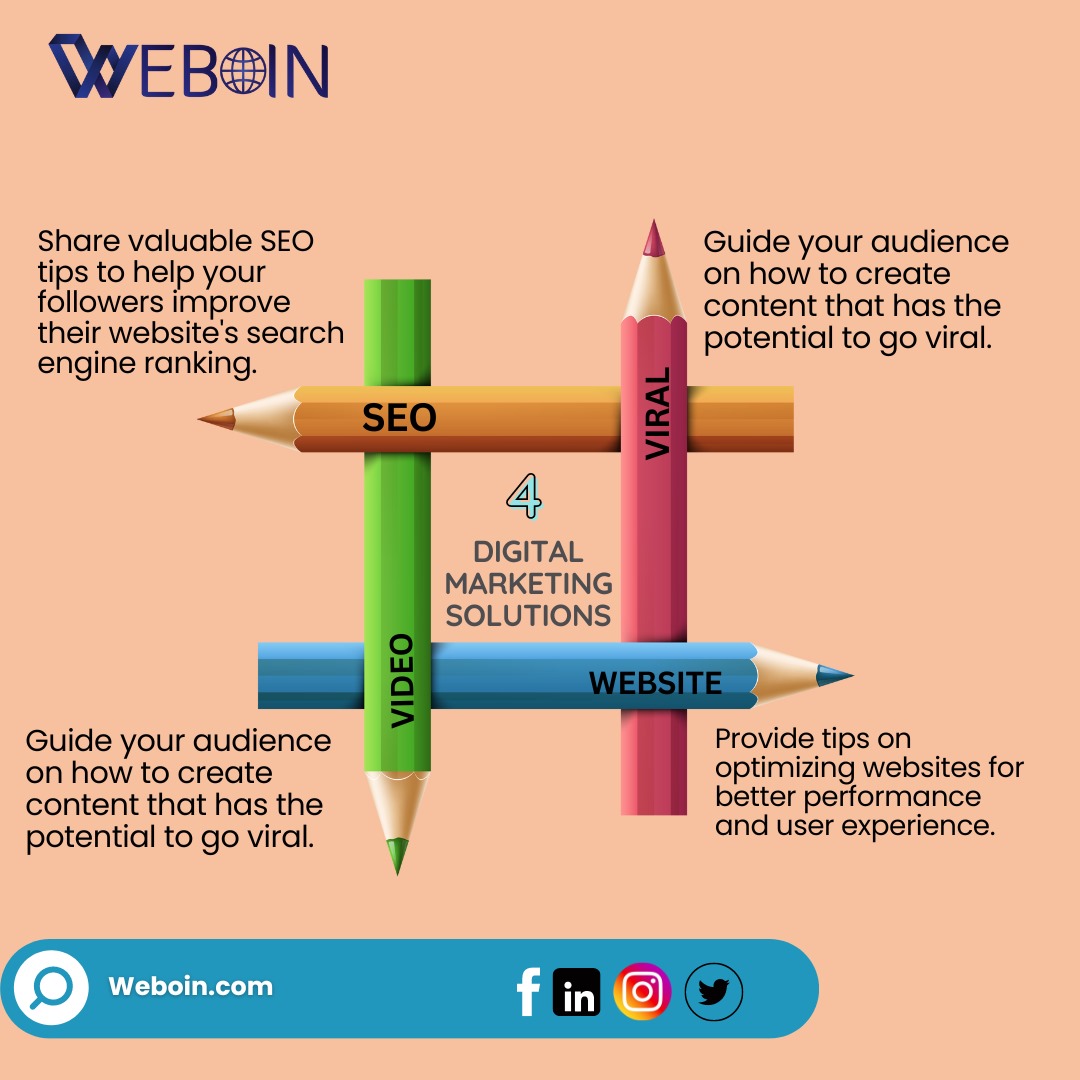 WEBOIN
Share valuable SEO
tips to help your
followers improve
their website's search
engine ranking.
Guide your audience
on how to create
content that has the
potential to go viral.
SEO
VIRAL
4
DIGITAL
MARKETING
SOLUTIONS
VIDEO
WEBSITE
Guide your audience
on how to create
content that has the
potential to go viral.
Provide tips on
optimizing websites for
better performance
and user experience.
Weboin.com
f
in